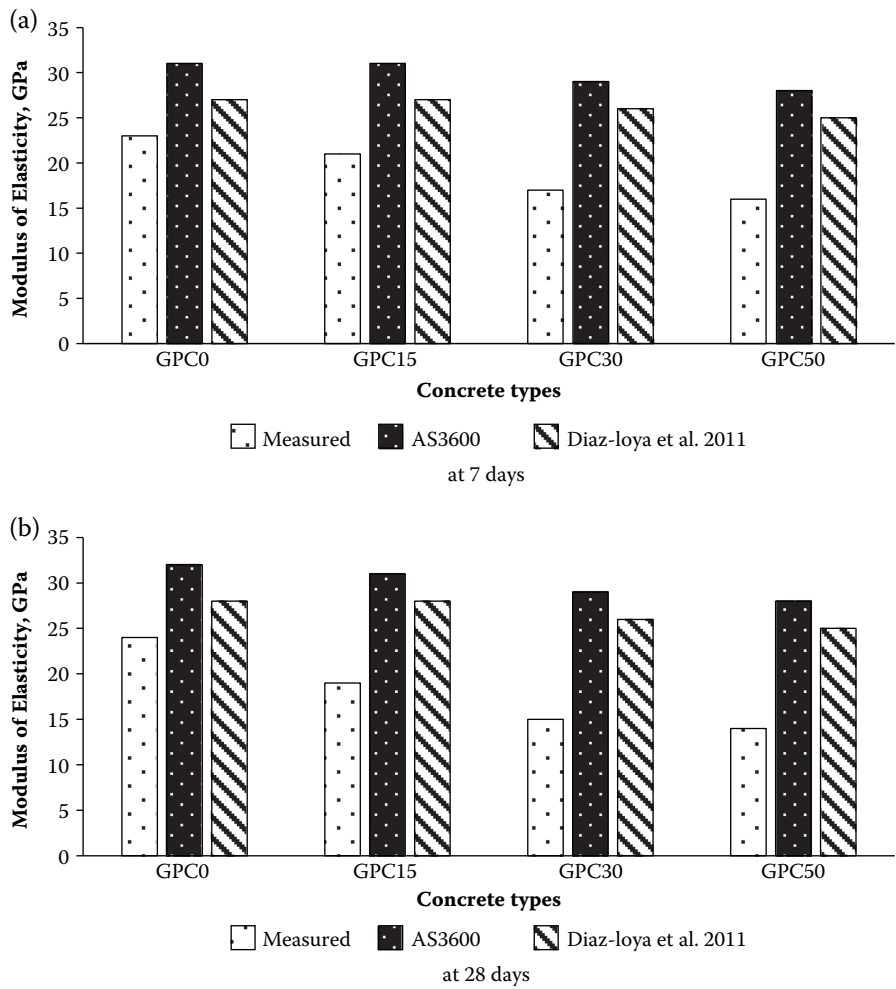 (a)
35
30
25
20
15
10
5
0
Modulus of Elasticity, GPa
GPC0 GPC15 GPC30 GPC50
Concrete types
Measured AS3600 Diaz-loya et al. 2011
at 7 days
(b)
35
30
25
20
15
10
5
0
Modulus of Elasticity, GPa
GPC0 GPC15 GPC30 GPC50
Concrete types
Measured AS3600 Diaz-loya et al. 2011
at 28 days